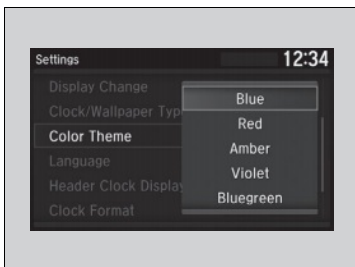 Settings 12:34
Display Change
Clock/Wallpaper Typ
Color Theme
Language
Header Clock Display
Clock Format
Blue
Red
Amber
Violet
Bluegreen